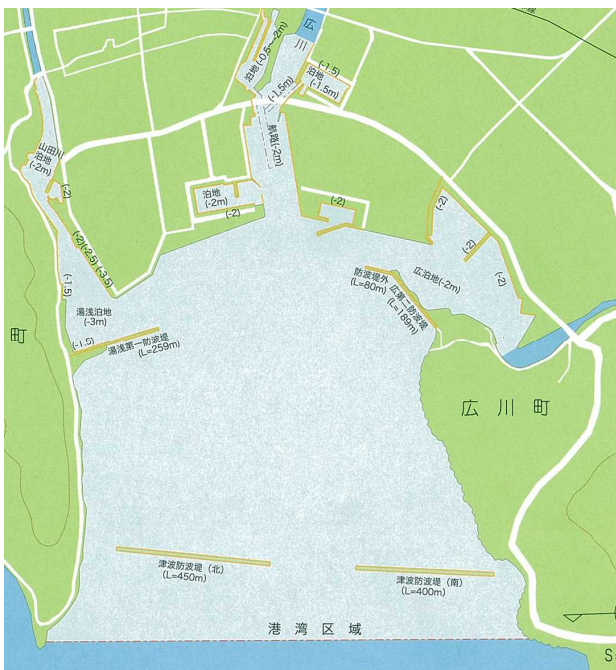 広
川
泊地(-0.5～-2m)
(-1.5m)
(-1.5)
泊地
(-1.5m)
航路(-2m)
山田川
泊地
(-2m)
(-2)
泊地
(-2m)
(-2)
(-2)
(-2)
(-2)
(-2)
(-2)
(-2.5)
(-3.5)
(-1.5)
広泊地(-2m)
防波堤外
(L=80m)
広第二防波堤
(L=189m)
湯浅泊地
(-3m)
(-1.5)
湯浅第一防波堤
(L=259m)
町
広川町
津波防波堤（北）
(L=450m)
津波防波堤（南）
(L=400m)
港湾区域
S